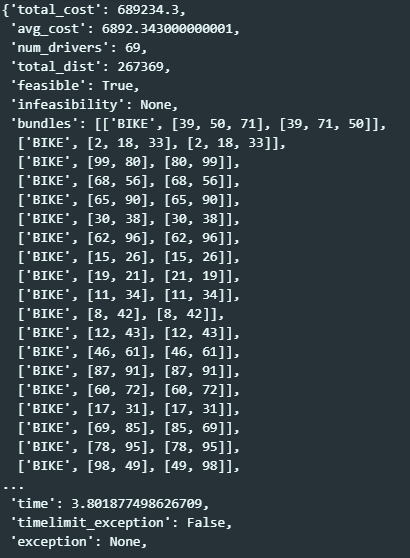 {'total_cost': 689234.3,
'avg_cost': 6892.343000000001,
'num_drivers': 69,
'total_dist': 267369,
'feasible': True,
'infeasibility': None,
'bundles': [['BIKE', [39, 50, 71], [39, 71, 50]],
['BIKE', [2, 18, 33], [2, 18, 33]],
['BIKE', [99, 80], [80, 99]],
['BIKE', [68, 56], [68, 56]],
['BIKE', [65, 90], [65, 90]],
['BIKE', [30, 38], [30, 38]],
['BIKE', [62, 96], [62, 96]],
['BIKE', [15, 26], [15, 26]],
['BIKE', [19, 21], [21, 19]],
['BIKE', [11, 34], [11, 34]],
['BIKE', [8, 42], [8, 42]],
['BIKE', [12, 43], [12, 43]],
['BIKE', [46, 61], [46, 61]],
['BIKE', [87, 91], [87, 91]],
['BIKE', [60, 72], [60, 72]],
['BIKE', [17, 31], [17, 31]],
['BIKE', [69, 85], [85, 69]],
['BIKE', [78, 95], [78, 95]],
['BIKE', [98, 49], [49, 98]],
...
'time': 3.801877498626709,
'timelimit_exception': False,
'exception': None,